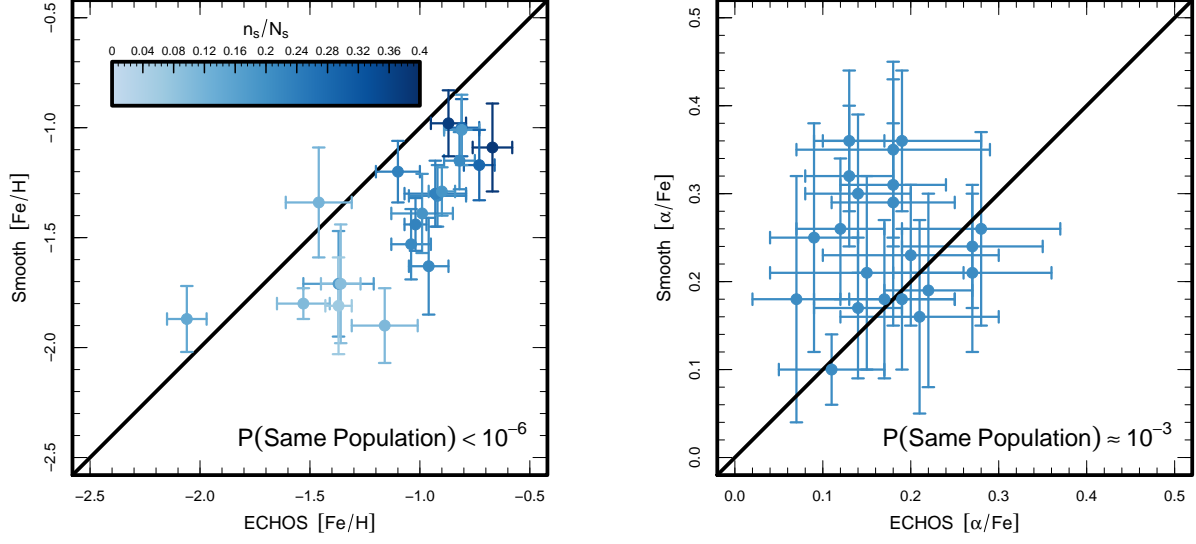 n_s/N_s
0 0.04 0.08 0.12 0.16 0.2 0.24 0.28 0.32 0.36 0.4
−0.5
−1.0
−1.5
−2.0
−2.5
Smooth [Fe/H]
P(Same Population) < 10^−6
−2.5 −2.0 −1.5 −1.0 −0.5
ECHOS [Fe/H]
0.5
0.4
0.3
0.2
0.1
0.0
Smooth [α/Fe]
P(Same Population) ≈ 10^−3
0.0 0.1 0.2 0.3 0.4 0.5
ECHOS [α/Fe]